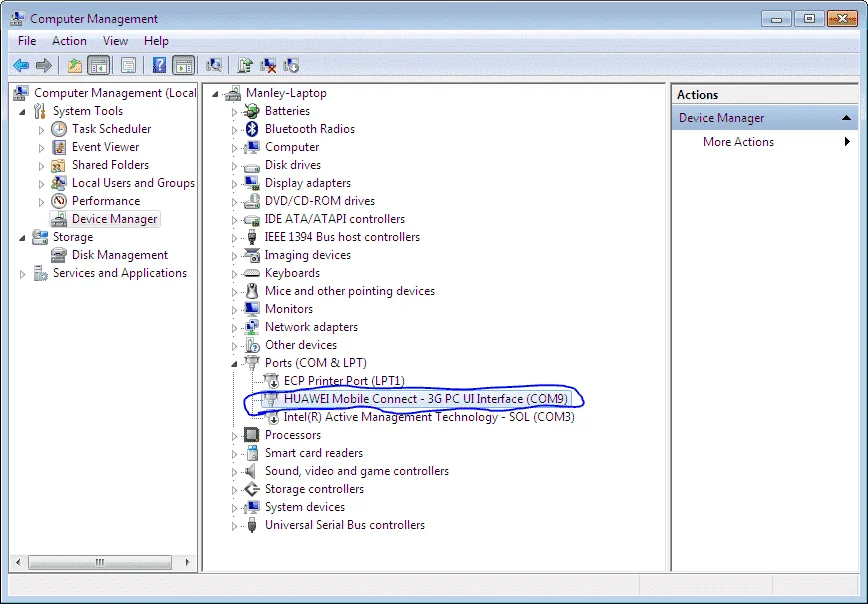 Computer Management
File Action View Help
Computer Management (Local
System Tools
Task Scheduler
Event Viewer
Shared Folders
Local Users and Groups
Performance
Device Manager
Storage
Disk Management
Services and Applications
Manley-Laptop
Batteries
Bluetooth Radios
Computer
Disk drives
Display adapters
DVD/CD-ROM drives
IDE ATA/ATAPI controllers
IEEE 1394 Bus host controllers
Imaging devices
Keyboards
Mice and other pointing devices
Monitors
Network adapters
Other devices
Ports (COM & LPT)
ECP Printer Port (LPT1)
HUAWEI Mobile Connect - 3G PC UI Interface (COM9)
Intel(R) Active Management Technology - SOL (COM3)
Processors
Smart card readers
Sound, video and game controllers
Storage controllers
System devices
Universal Serial Bus controllers
Actions
Device Manager
More Actions